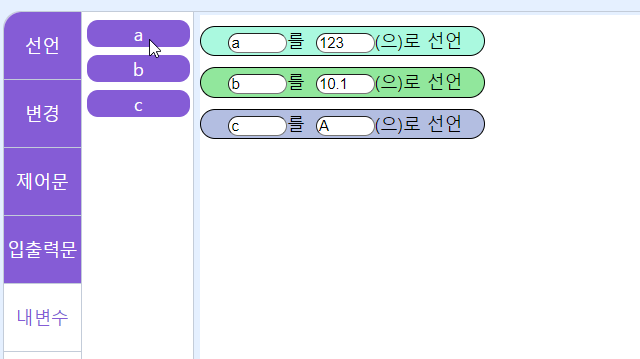 선언
변경
제어문
입출력문
내변수
a
b
c
a 를 123 (으)로 선언
b 를 10.1 (으)로 선언
c 를 A (으)로 선언